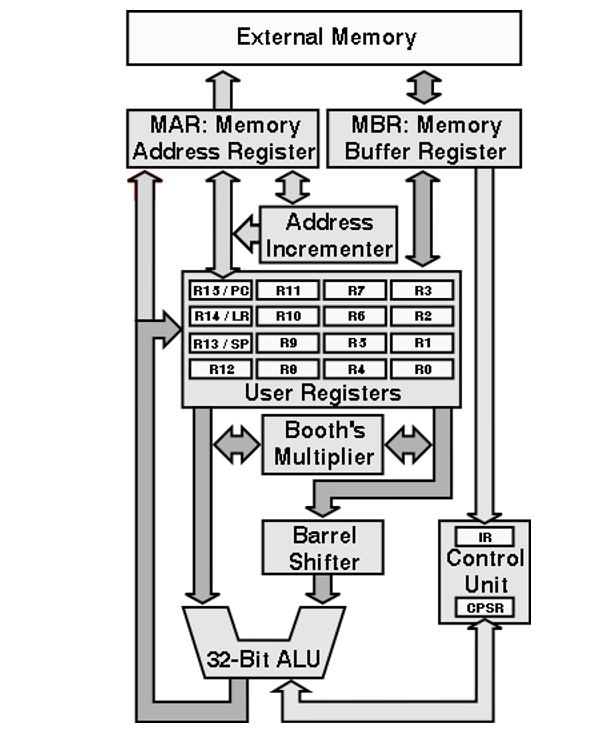 External Memory
MAR: Memory
Address Register
MBR: Memory
Buffer Register
Address
Incrementer
R15 / PC R11 R7 R3
R14 / LR R10 R6 R2
R13 / SP R9 R5 R1
R12 R8 R4 R0
User Registers
Booth's
Multiplier
Barrel
Shifter
IR
Control
Unit
CPSR
32-Bit ALU